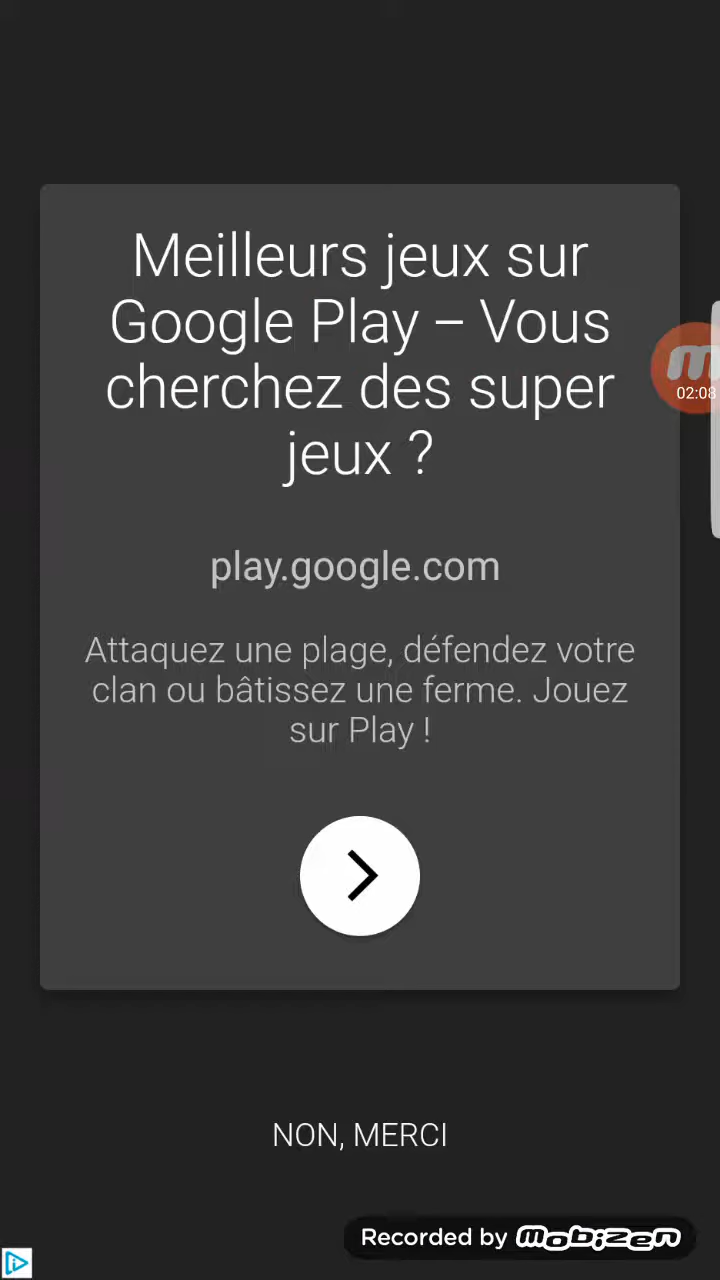 Meilleurs jeux sur
Google Play – Vous
cherchez des super
jeux ?
02:08
play.google.com
Attaquez une plage, défendez votre
clan ou bâtissez une ferme. Jouez
sur Play !
NON, MERCI
Recorded by mobizen